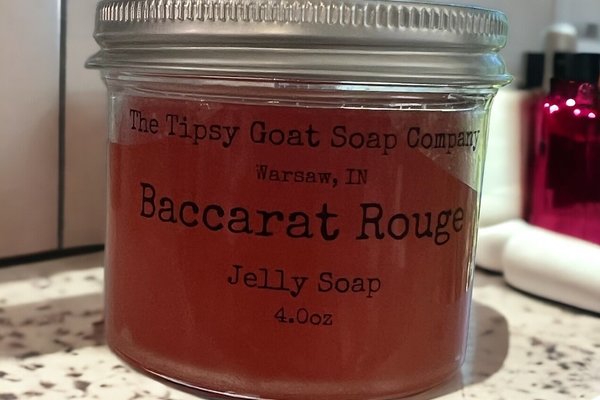 The Tipsy Goat Soap Company
Warsaw, IN
Baccarat Rouge
Jelly Soap
4.0oz